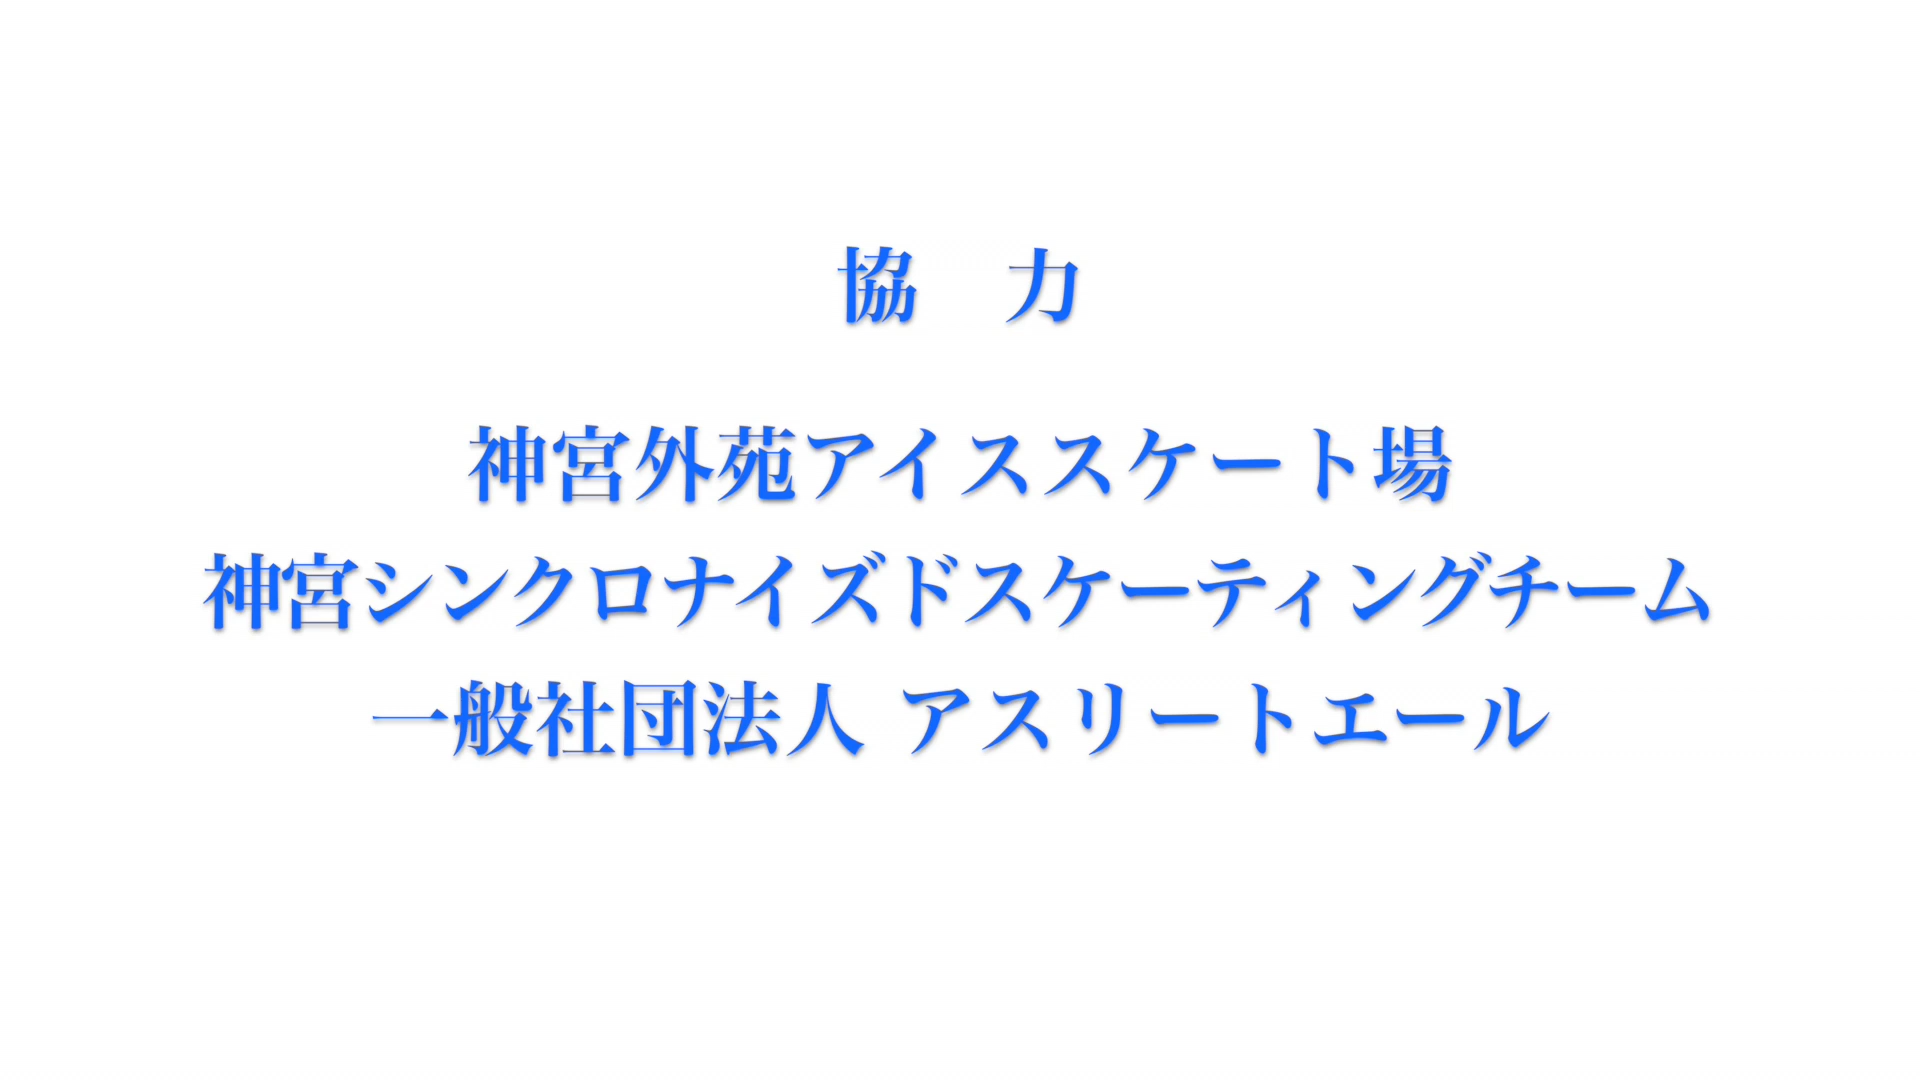 協　力
神宮外苑アイススケート場
神宮シンクロナイズドスケーティングチーム
一般社団法人 アスリートエール